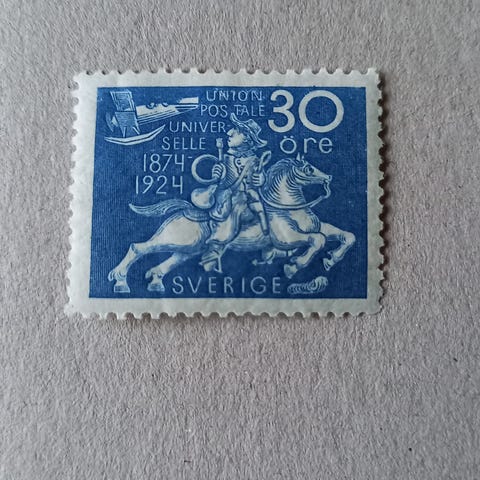 UNION
POSTALE
UNIVER
SELLE
1874-
1924
30
öre
SVERIGE